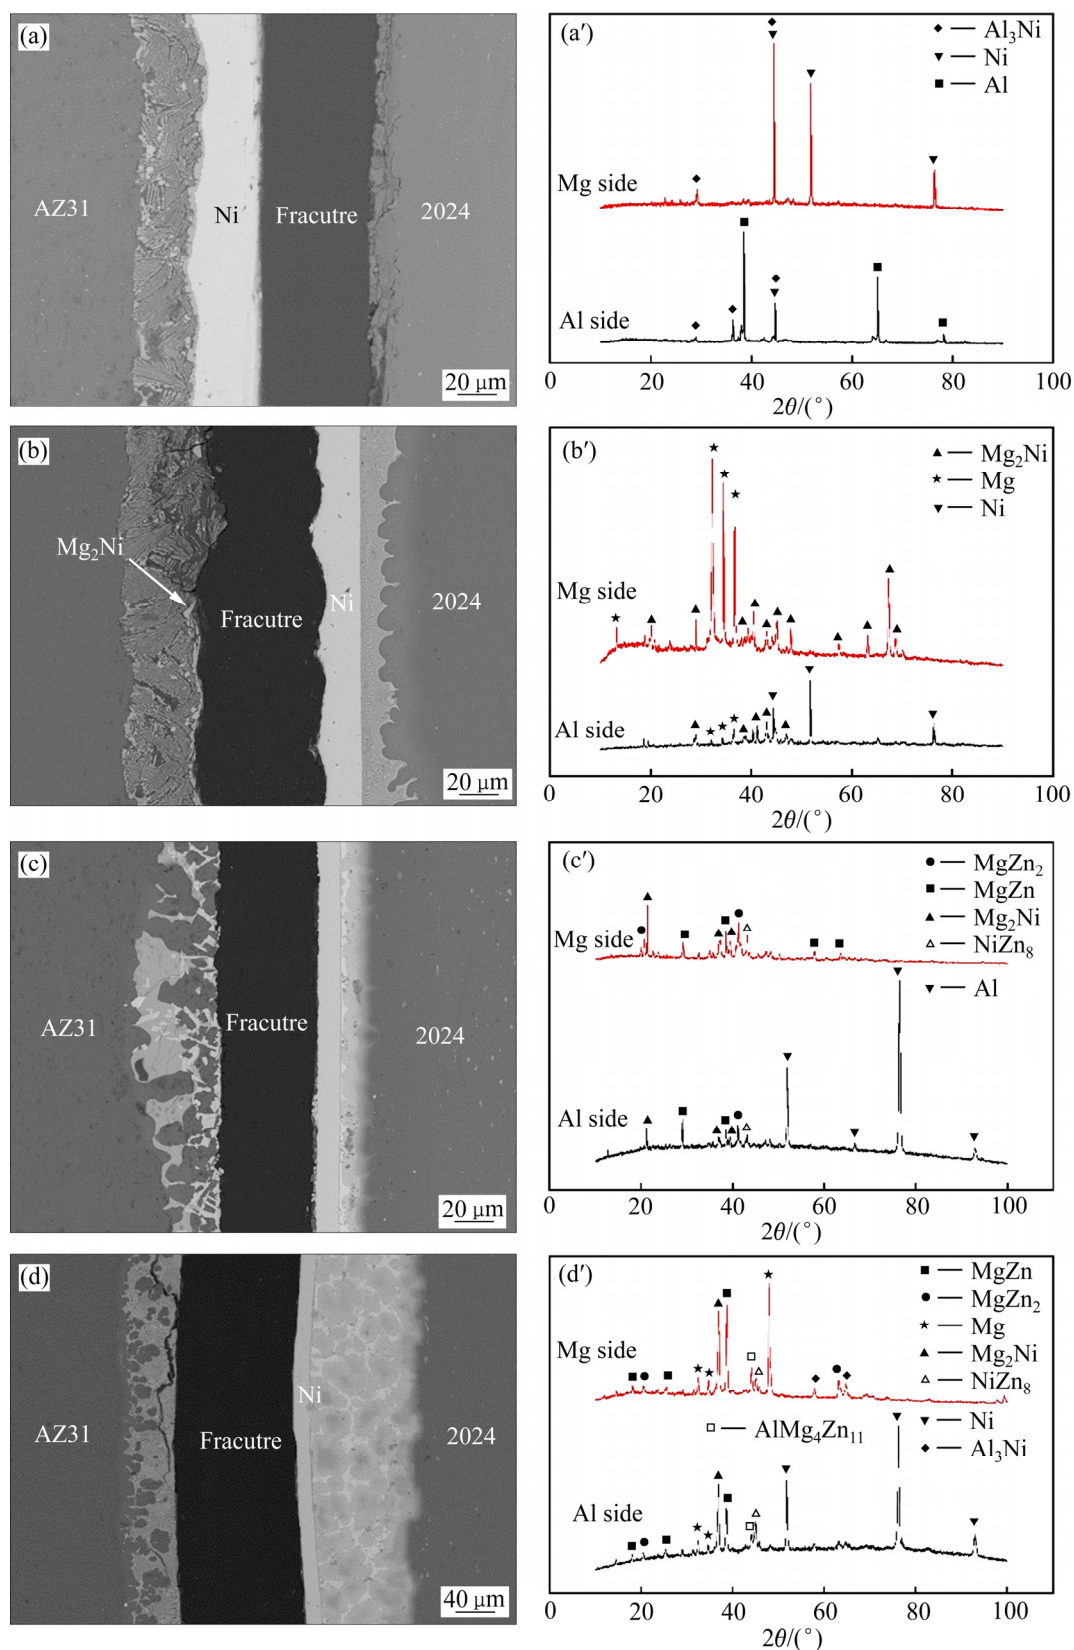 (a)
AZ31
Ni
Fracutre
2024
20 μm
(a′)
Al3Ni
Ni
Al
Mg side
Al side
0 20 40 60 80 100
2θ/(°)
(b)
Mg2Ni
Fracutre
Ni
2024
20 μm
(b′)
Mg2Ni
Mg
Ni
Mg side
Al side
0 20 40 60 80 100
2θ/(°)
(c)
AZ31
Fracutre
2024
20 μm
(c′)
MgZn2
MgZn
Mg2Ni
NiZn8
Al
Mg side
Al side
0 20 40 60 80 100
2θ/(°)
(d)
AZ31
Fracutre
Ni
2024
40 μm
(d′)
MgZn
MgZn2
Mg
Mg2Ni
NiZn8
Ni
Al3Ni
Mg side
AlMg4Zn11
Al side
0 20 40 60 80 100
2θ/(°)